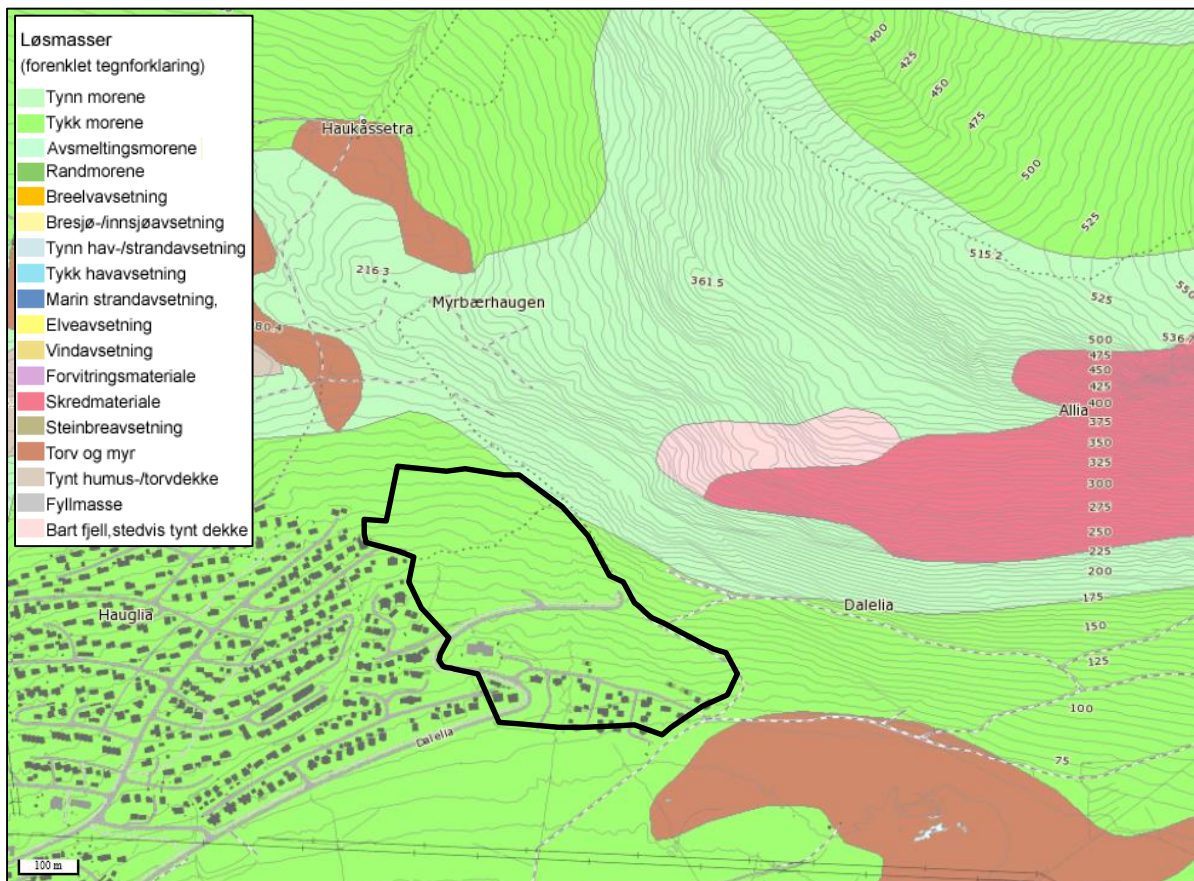 Løsmasser
(forenklet tegnforklaring)
Tynn morene
Tykk morene
Avsmeltingsmorene
Randmorene
Breelvavsetning
Bresjø-/innsjøavsetning
Tynn hav-/strandavsetning
Tykk havavsetning
Marin strandavsetning,
Elveavsetning
Vindavsetning
Forvitringsmateriale
Skredmateriale
Steinbreavsetning
Torv og myr
Tynt humus-/torvdekke
Fyllmasse
Bart fjell,stedvis tynt dekke
400
425
450
475
500
525
Haukåssetra
515.2
216.3
361.5
550
525
Myrbærhaugen
80.4
536.7
500
475
450
425
400
Allia
375
350
325
300
275
250
225
200
175
Dalelia
Hauglia
150
125
100
Dalelia
75
100 m